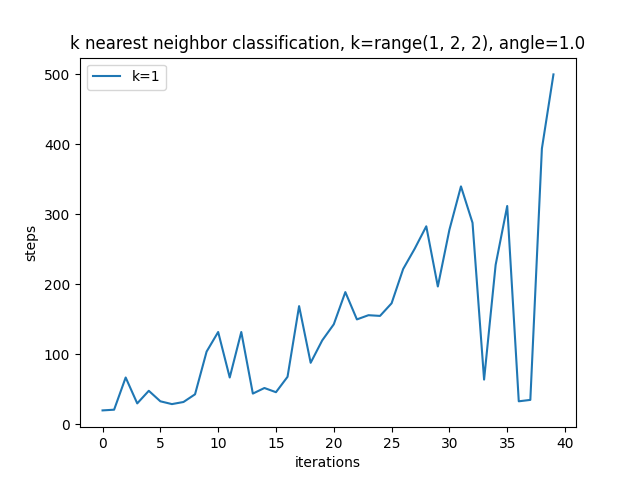 k nearest neighbor classification, k=range(1, 2, 2), angle=1.0
k=1
steps
500
400
300
200
100
0
0 5 10 15 20 25 30 35 40
iterations